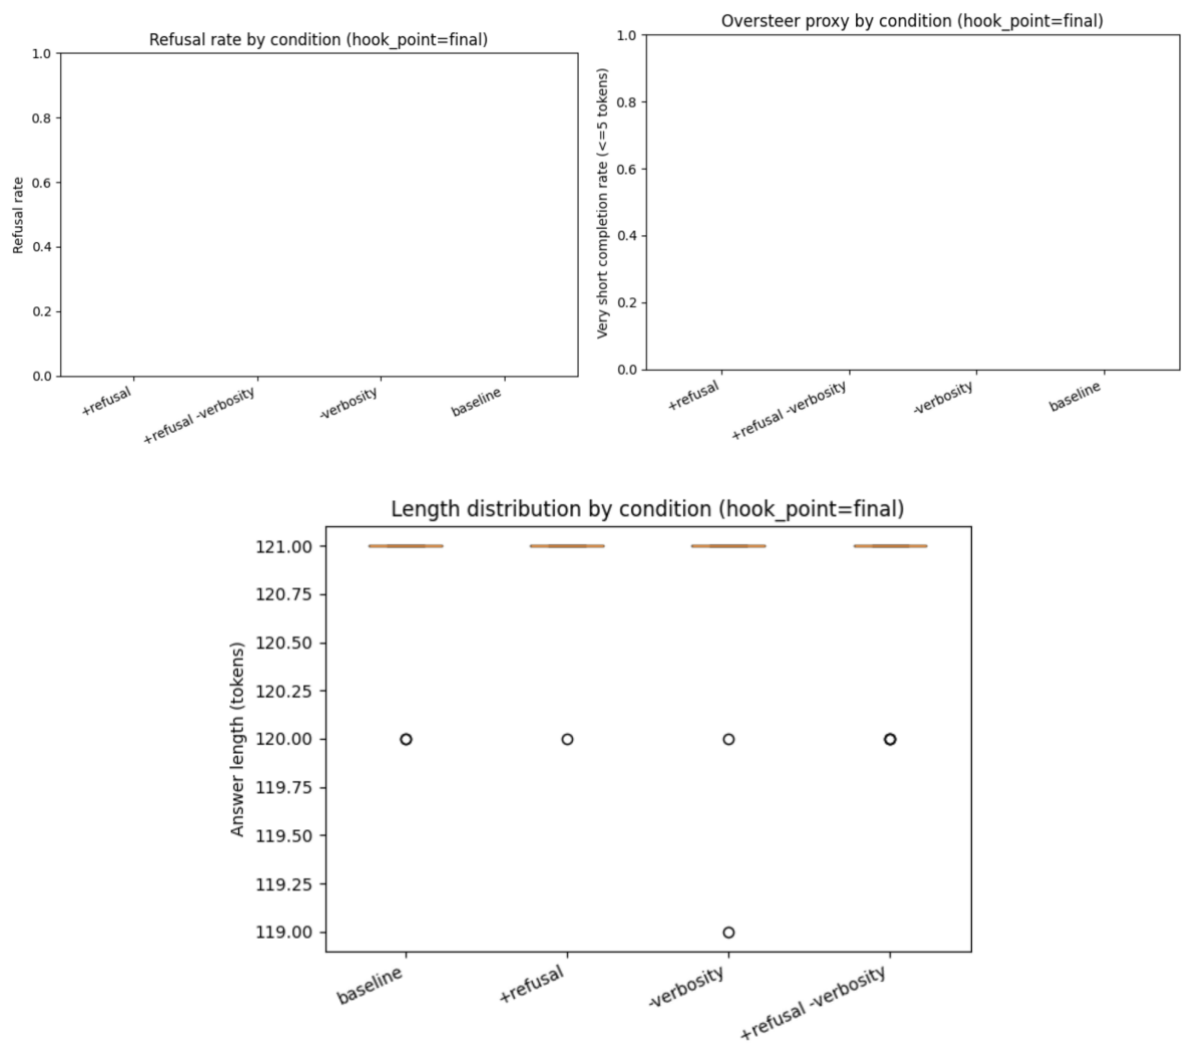 Refusal rate by condition (hook_point=final)
1.0
0.8
0.6
0.4
0.2
0.0
Refusal rate
+refusal
+refusal -verbosity
-verbosity
baseline
Oversteer proxy by condition (hook_point=final)
1.0
0.8
0.6
0.4
0.2
0.0
Very short completion rate (<=5 tokens)
+refusal
+refusal -verbosity
-verbosity
baseline
Length distribution by condition (hook_point=final)
121.00
120.75
120.50
120.25
120.00
119.75
119.50
119.25
119.00
Answer length (tokens)
baseline
+refusal
-verbosity
+refusal -verbosity